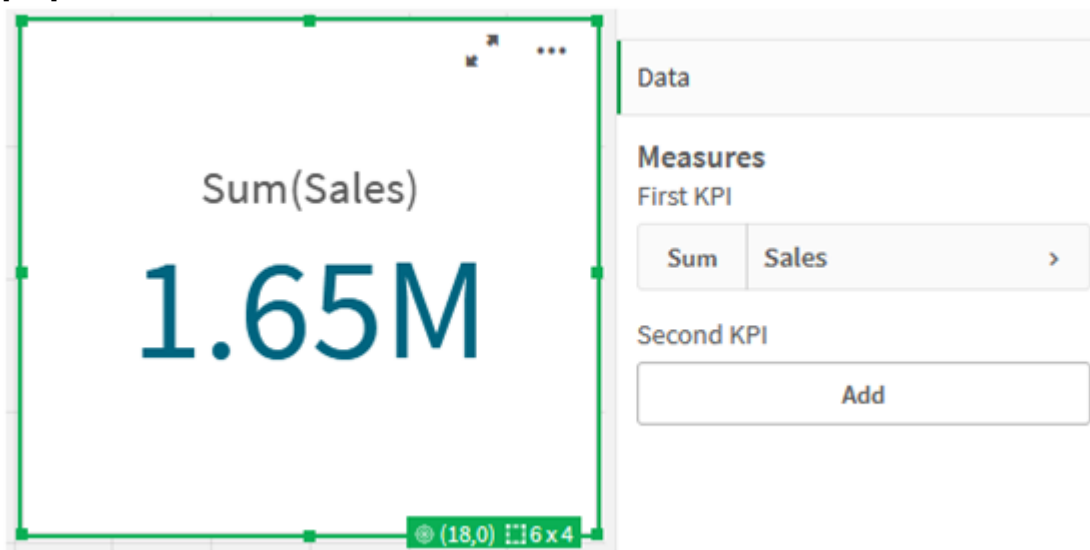 Data
Measures
First KPI
Sum Sales
Second KPI
Add
Sum(Sales)
1.65M
(18,0) 6 x 4